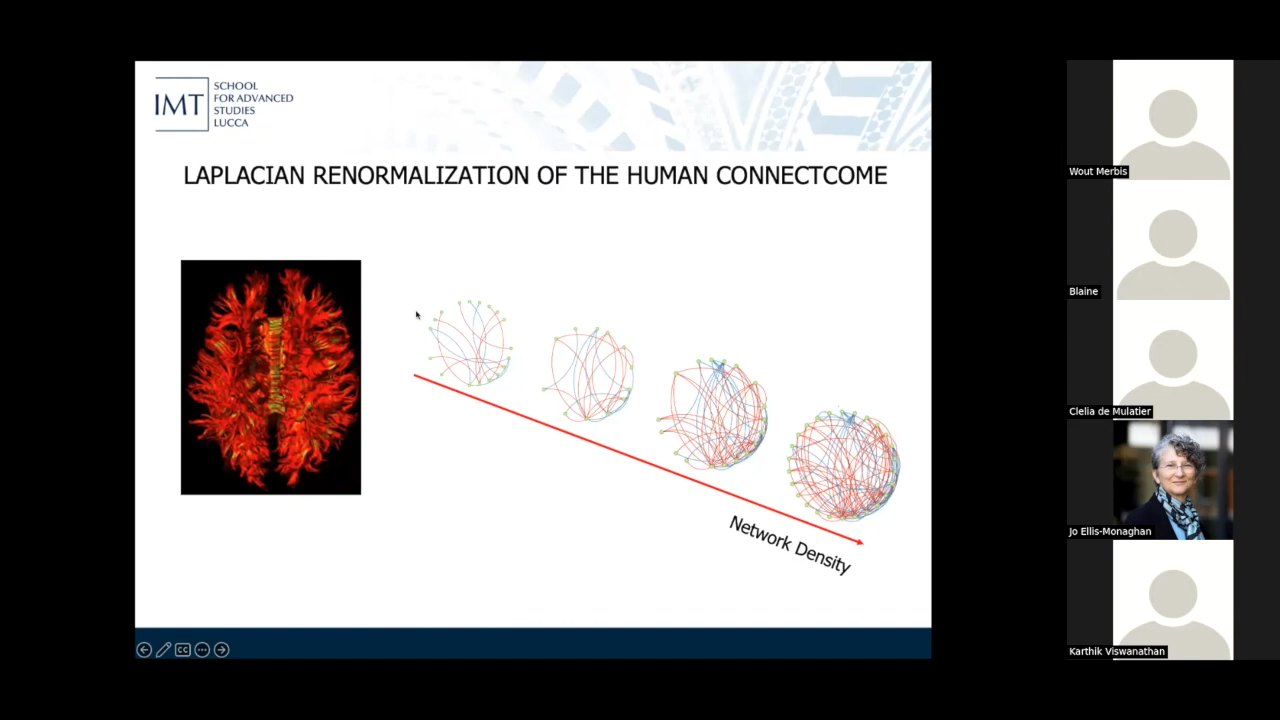 IMT
SCHOOL
FOR ADVANCED
STUDIES
LUCCA
LAPLACIAN RENORMALIZATION OF THE HUMAN CONNECTCOME
Network Density
CC
Wout Merbis
Blaine
Clelia de Mulatier
Jo Ellis-Monaghan
Karthik Viswanathan